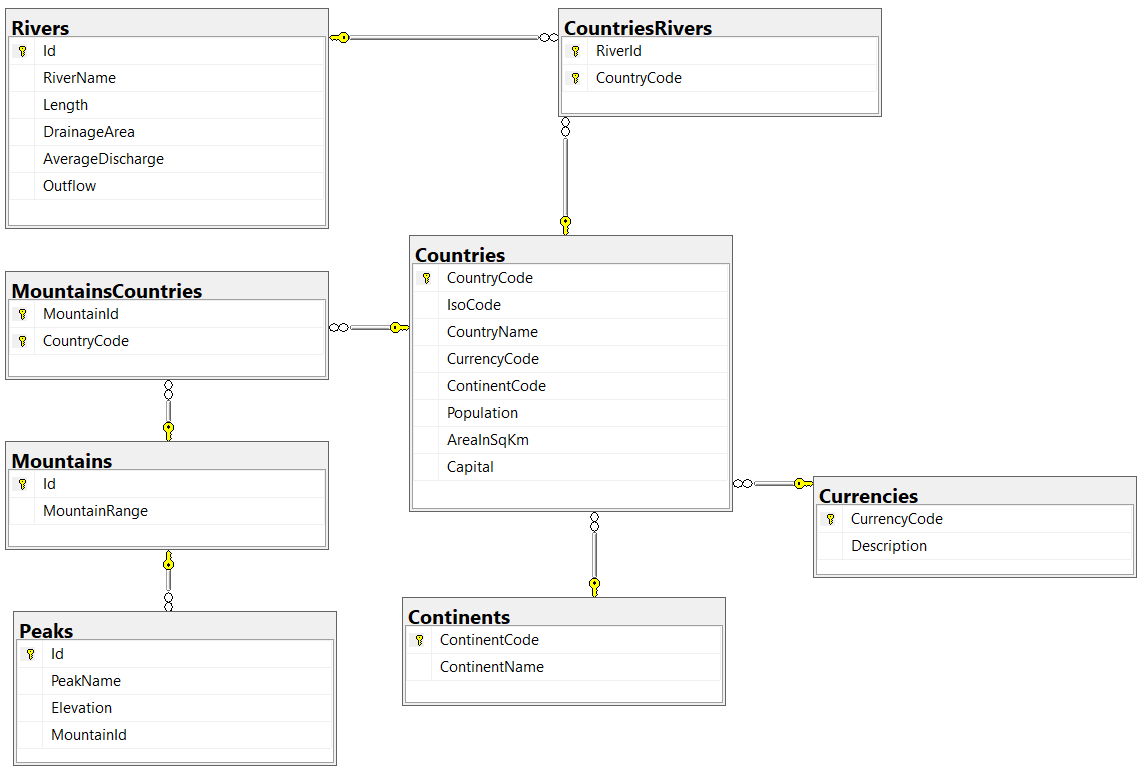 Rivers
Id
RiverName
Length
DrainageArea
AverageDischarge
Outflow
CountriesRivers
RiverId
CountryCode
MountainsCountries
MountainId
CountryCode
Countries
CountryCode
IsoCode
CountryName
CurrencyCode
ContinentCode
Population
AreaInSqKm
Capital
Mountains
Id
MountainRange
Currencies
CurrencyCode
Description
Peaks
Id
PeakName
Elevation
MountainId
Continents
ContinentCode
ContinentName